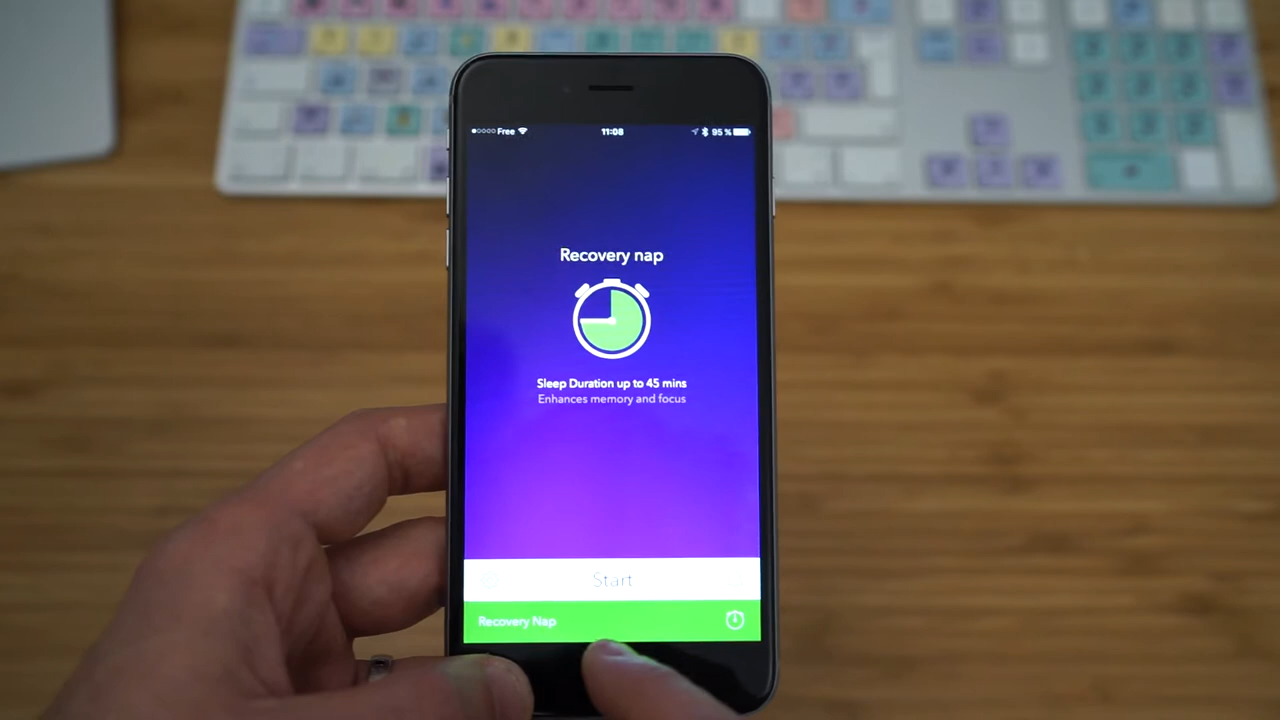 Free 11:08 95 %
Recovery nap
Sleep Duration up to 45 mins
Enhances memory and focus
Start
Recovery Nap